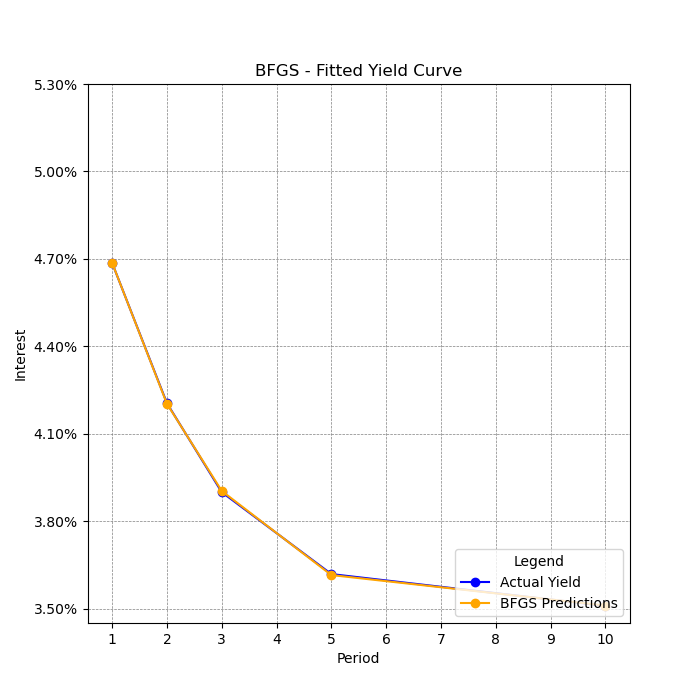 BFGS - Fitted Yield Curve
5.30%
5.00%
4.70%
4.40%
4.10%
3.80%
3.50%
Interest
Legend
Actual Yield
BFGS Predictions
1 2 3 4 5 6 7 8 9 10
Period